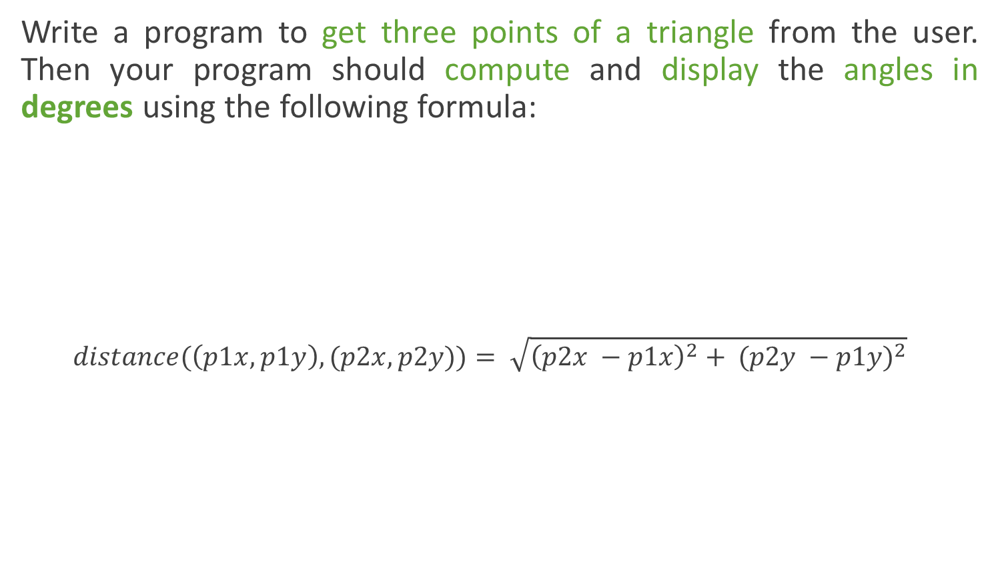 Write a program to get three points of a triangle from the user.
Then your program should compute and display the angles in
degrees using the following formula:
distance((p1x, p1y), (p2x, p2y)) = √(p2x − p1x)² + (p2y − p1y)²